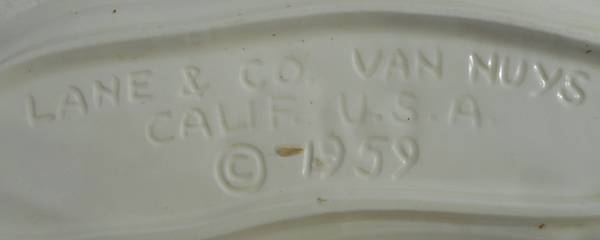 LANE & CO. VAN NUYS
CALIF. U.S.A.
© 1959